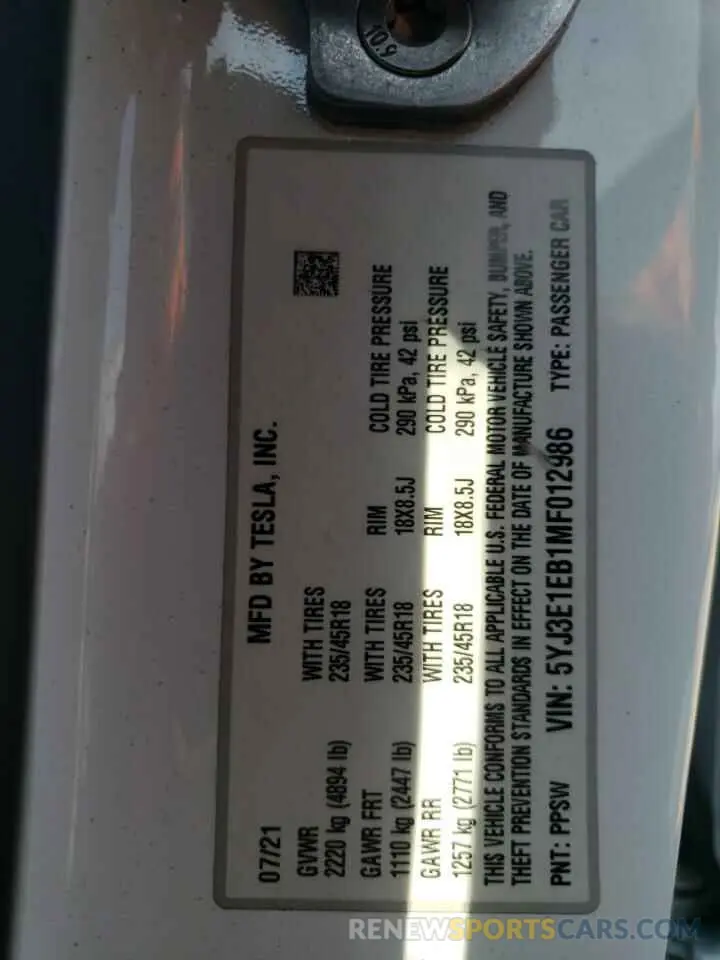 10.9
07/21 MFD BY TESLA, INC.
GVWR WITH TIRES
2220 kg (4894 lb) 235/45R18
GAWR FRT WITH TIRES RIM COLD TIRE PRESSURE
1110 kg (2447 lb) 235/45R18 18X8.5J 290 kPa, 42 psi
GAWR RR WITH TIRES RIM COLD TIRE PRESSURE
1257 kg (2771 lb) 235/45R18 18X8.5J 290 kPa, 42 psi
THIS VEHICLE CONFORMS TO ALL APPLICABLE U.S. FEDERAL MOTOR VEHICLE SAFETY, BUMPER, AND
THEFT PREVENTION STANDARDS IN EFFECT ON THE DATE OF MANUFACTURE SHOWN ABOVE.
PNT: PPSW VIN: 5YJ3E1EB1MF012986 TYPE: PASSENGER CAR
RENEWSPORTSCARS.COM